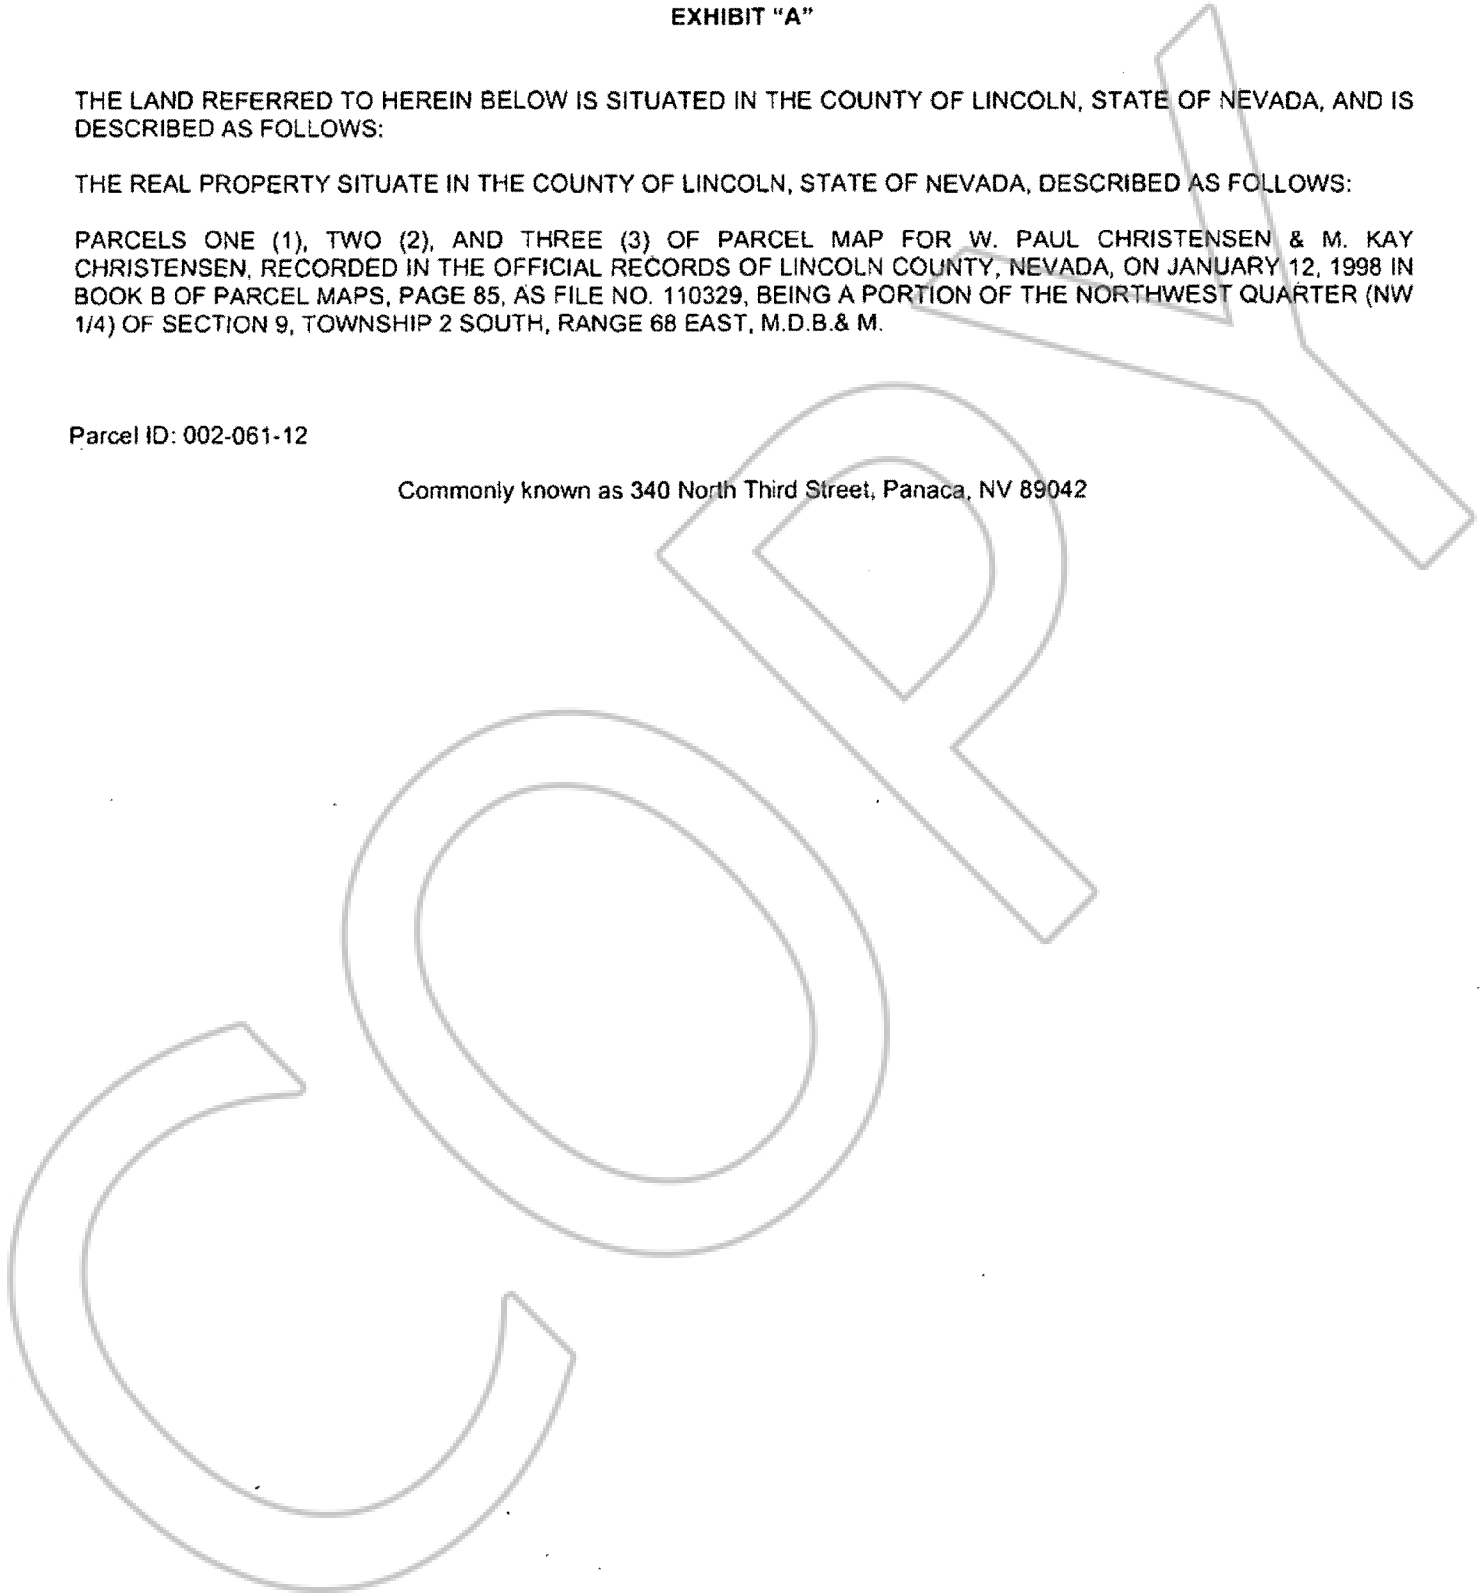 EXHIBIT “A”
THE LAND REFERRED TO HEREIN BELOW IS SITUATED IN THE COUNTY OF LINCOLN, STATE OF NEVADA, AND IS
DESCRIBED AS FOLLOWS:
THE REAL PROPERTY SITUATE IN THE COUNTY OF LINCOLN, STATE OF NEVADA, DESCRIBED AS FOLLOWS:
PARCELS ONE (1), TWO (2), AND THREE (3) OF PARCEL MAP FOR W. PAUL CHRISTENSEN & M. KAY
CHRISTENSEN, RECORDED IN THE OFFICIAL RECORDS OF LINCOLN COUNTY, NEVADA, ON JANUARY 12, 1998 IN
BOOK B OF PARCEL MAPS, PAGE 85, AS FILE NO. 110329, BEING A PORTION OF THE NORTHWEST QUARTER (NW
1/4) OF SECTION 9, TOWNSHIP 2 SOUTH, RANGE 68 EAST, M.D.B.& M.
Parcel ID: 002-061-12
Commonly known as 340 North Third Street, Panaca, NV 89042
COPY